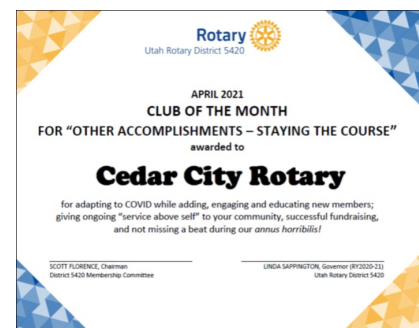 Rotary
Utah Rotary District 5420
APRIL 2021
CLUB OF THE MONTH
FOR “OTHER ACCOMPLISHMENTS – STAYING THE COURSE”
awarded to
Cedar City Rotary
for adapting to COVID while adding, engaging and educating new members;
giving ongoing “service above self” to your community, successful fundraising,
and not missing a beat during our annus horribilis!
SCOTT FLORENCE, Chairman
District 5420 Membership Committee
LINDA SAPPINGTON, Governor (RY2020-21)
Utah Rotary District 5420